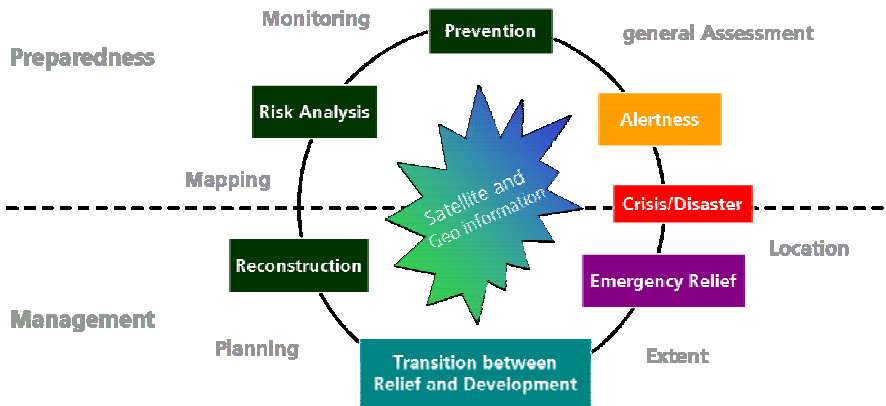 Monitoring
Prevention
general Assessment
Preparedness
Risk Analysis
Alertness
Mapping
Satellite and
Geo information
Crisis/Disaster
Location
Reconstruction
Emergency Relief
Management
Planning
Transition between
Relief and Development
Extent